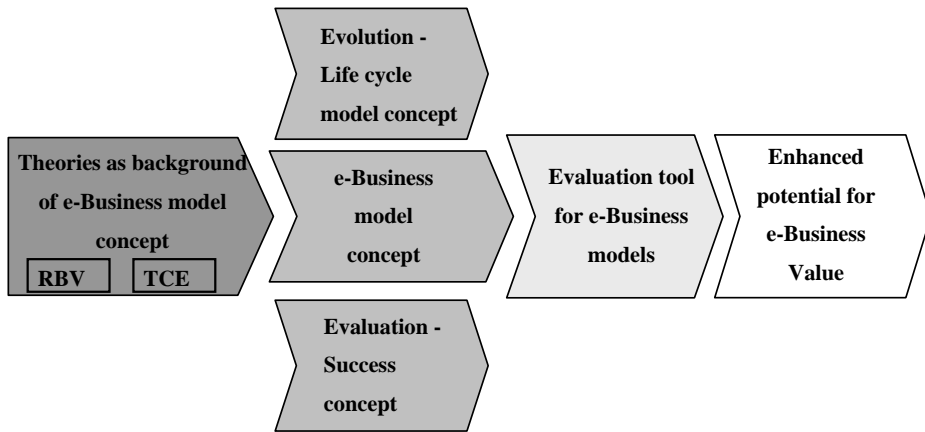 Theories as background
of e-Business model
concept
RBV
TCE
Evolution -
Life cycle
model concept
e-Business
model
concept
Evaluation -
Success
concept
Evaluation tool
for e-Business
models
Enhanced
potential for
e-Business
Value